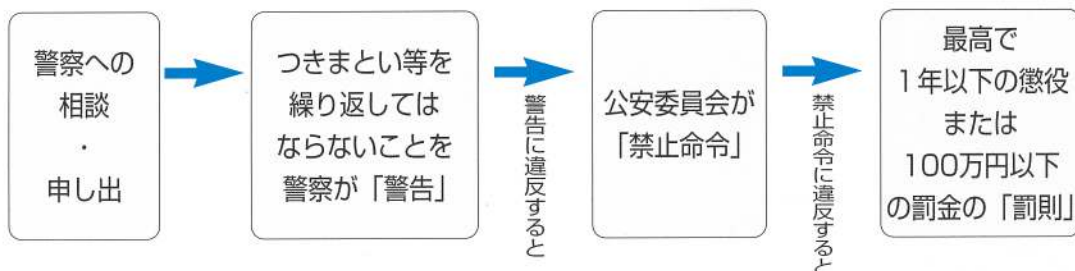 警察への
相談
・
申し出
つきまとい等を
繰り返しては
ならないことを
警察が「警告」
警告に違反すると
公安委員会が
「禁止命令」
禁止命令に違反すると
最高で
1年以下の懲役
または
100万円以下
の罰金の「罰則」